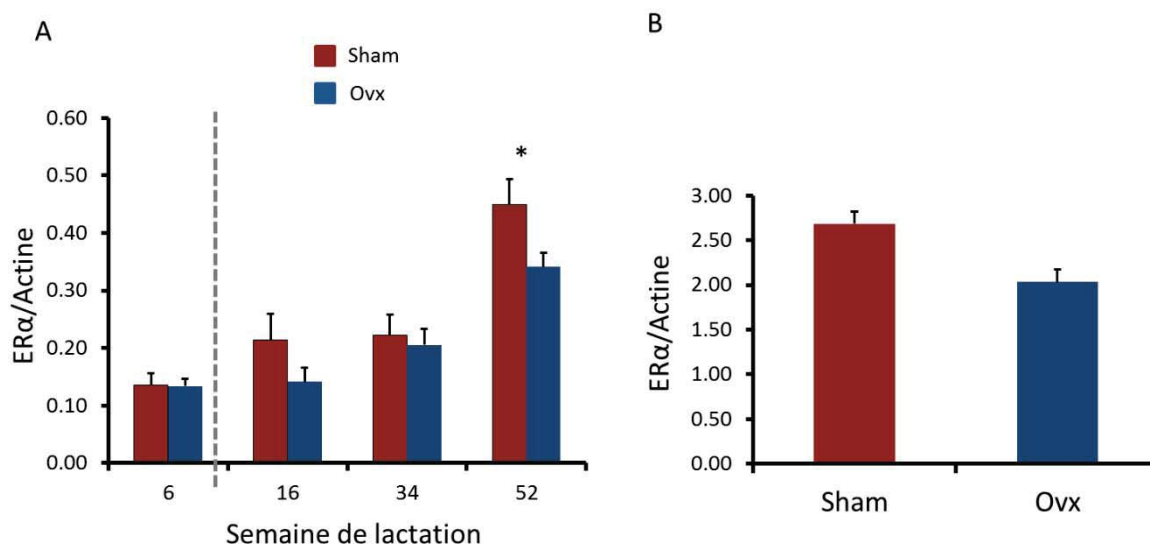 A
Sham
Ovx
0.60
0.50
0.40
0.30
0.20
0.10
0.00
ERα/Actine
*
6 16 34 52
Semaine de lactation
B
3.00
2.50
2.00
1.50
1.00
0.50
0.00
ERα/Actine
Sham Ovx